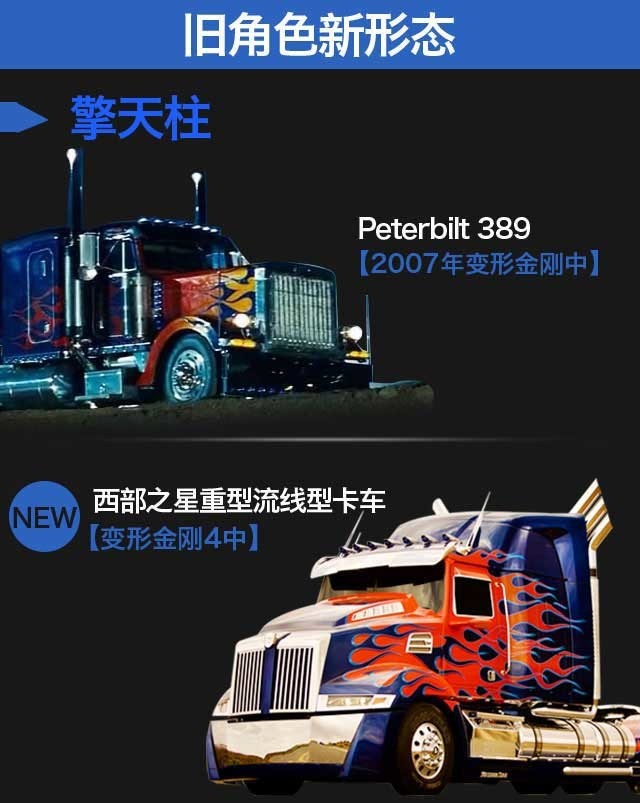 旧角色新形态
擎天柱
Peterbilt 389
【2007年变形金刚中】
NEW
西部之星重型流线型卡车
【变形金刚4中】